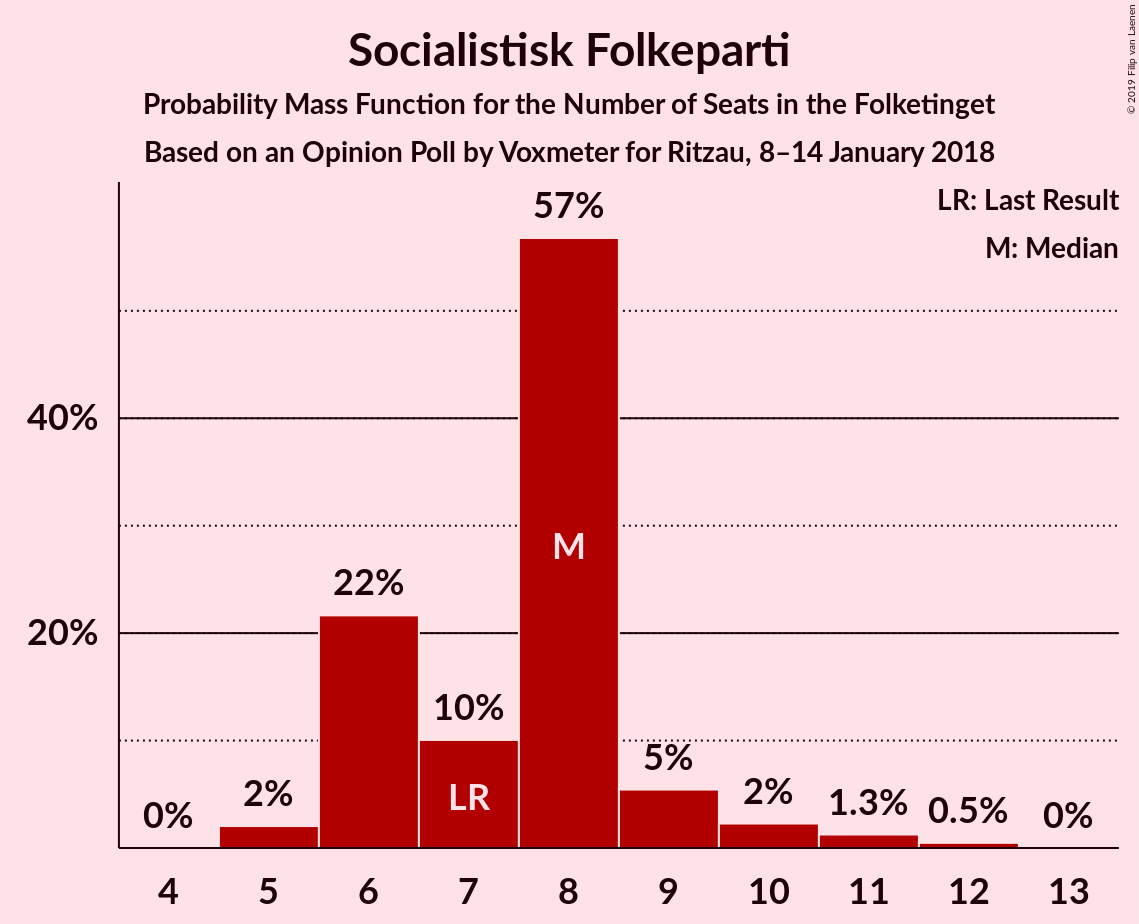 Socialistisk Folkeparti
Probability Mass Function for the Number of Seats in the Folketinget
Based on an Opinion Poll by Voxmeter for Ritzau, 8–14 January 2018
© 2019 Filip van Laenen
LR: Last Result
M: Median
57%
40%
M
22%
20%
10%
5%
LR
2%
2%
1.3%
0.5%
0%
0%
4 5 6 7 8 9 10 11 12 13